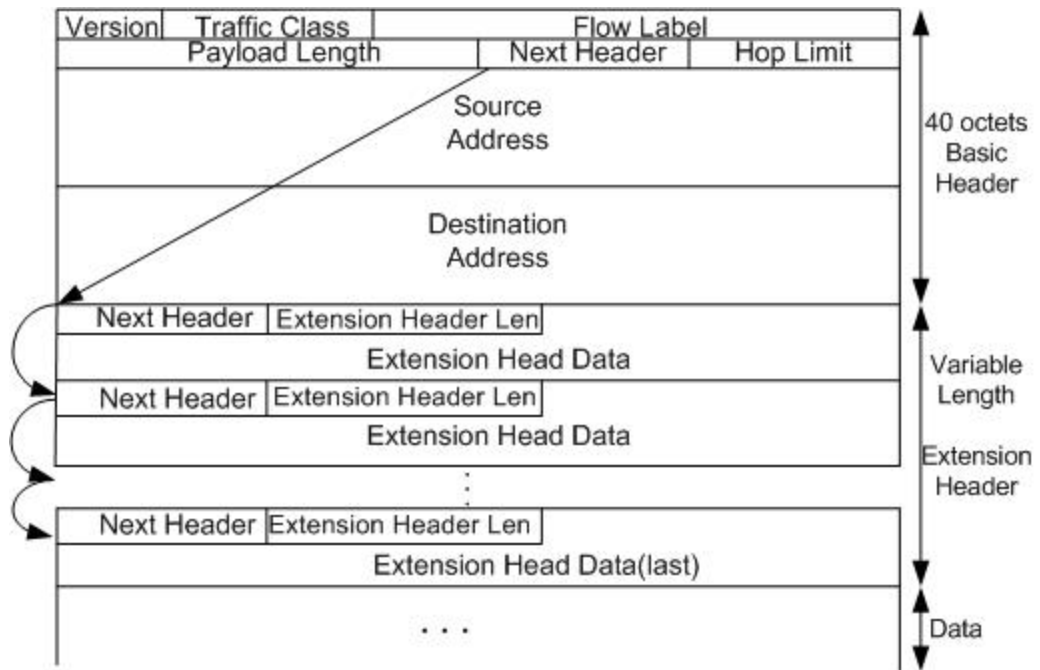 Version Traffic Class Flow Label
Payload Length Next Header Hop Limit
Source
Address
40 octets
Basic
Header
Destination
Address
Next Header Extension Header Len
Extension Head Data
Next Header Extension Header Len
Extension Head Data
Variable
Length
Extension
Header
Next Header Extension Header Len
Extension Head Data(last)
. . .
Data